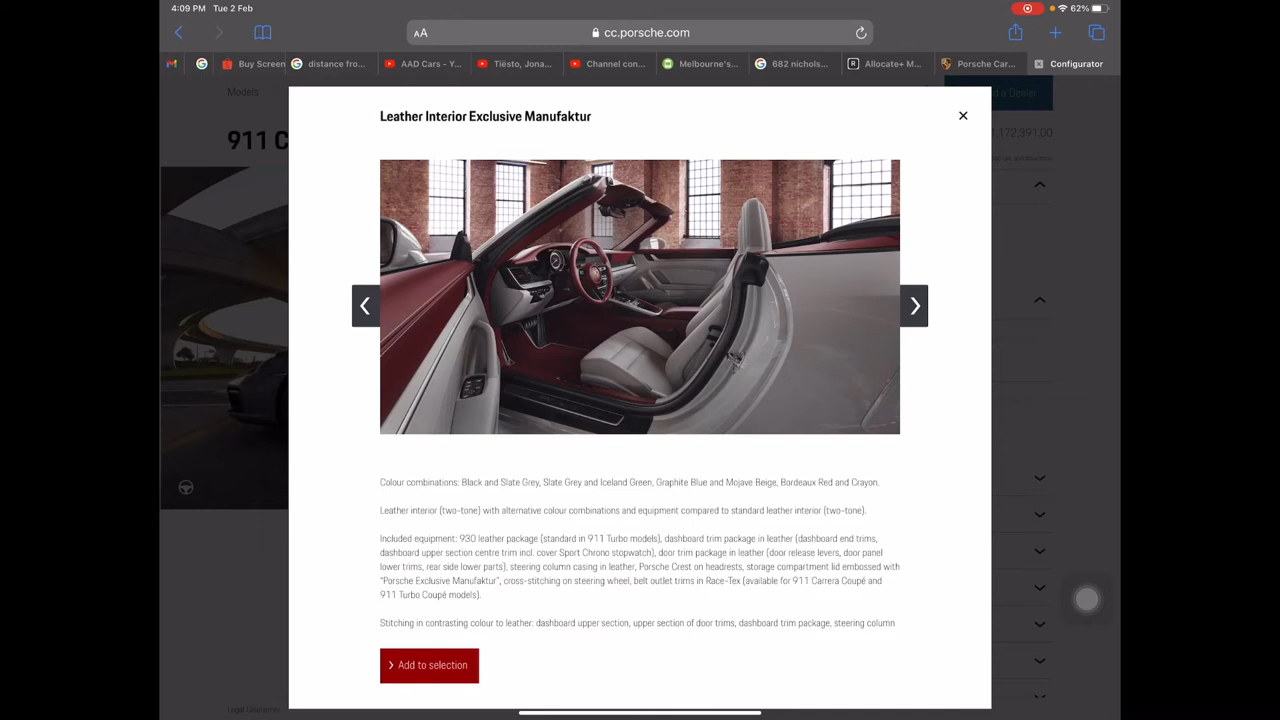 4:09 PM Tue 2 Feb
62%
AA
cc.porsche.com
Buy Screen
distance fro...
AAD Cars - Y...
Tiësto, Jona...
Channel con...
Melbourne's...
682 nichols...
Allocate+ M...
Porsche Car...
Configurator
Models
d a Dealer
911 C
Leather Interior Exclusive Manufaktur
Colour combinations: Black and Slate Grey, Slate Grey and Iceland Green, Graphite Blue and Mojave Beige, Bordeaux Red and Crayon.
Leather interior (two-tone) with alternative colour combinations and equipment compared to standard leather interior (two-tone).
Included equipment: 930 leather package (standard in 911 Turbo models), dashboard trim package in leather (dashboard end trims,
dashboard upper section centre trim incl. cover Sport Chrono stopwatch), door trim package in leather (door release levers, door panel
lower trims, rear side lower parts), steering column casing in leather, Porsche Crest on headrests, storage compartment lid embossed with
"Porsche Exclusive Manufaktur", cross-stitching on steering wheel, belt outlet trims in Race-Tex (available for 911 Carrera Coupé and
911 Turbo Coupé models).
Stitching in contrasting colour to leather: dashboard upper section, upper section of door trims, dashboard trim package, steering column
Add to selection
Legal Disclaimer